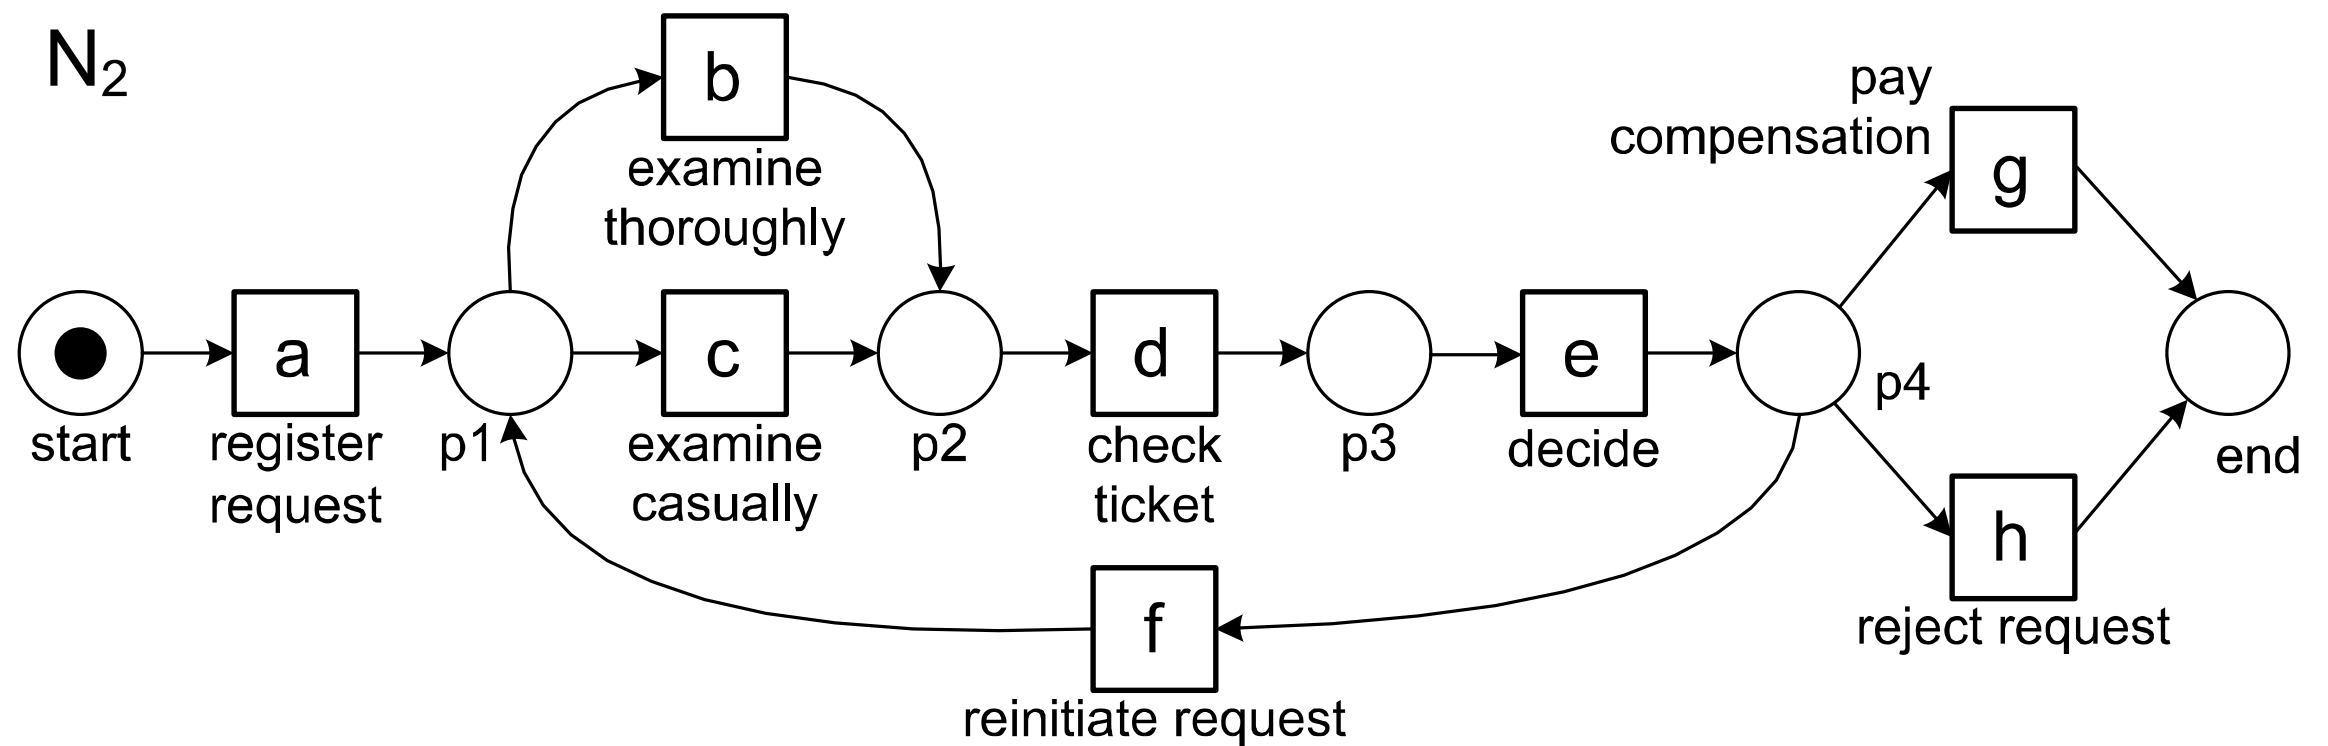 N2
b
examine
thoroughly
pay
compensation
g
start
a
register
request
p1
c
examine
casually
p2
d
check
ticket
p3
e
decide
p4
end
h
reject request
f
reinitiate request